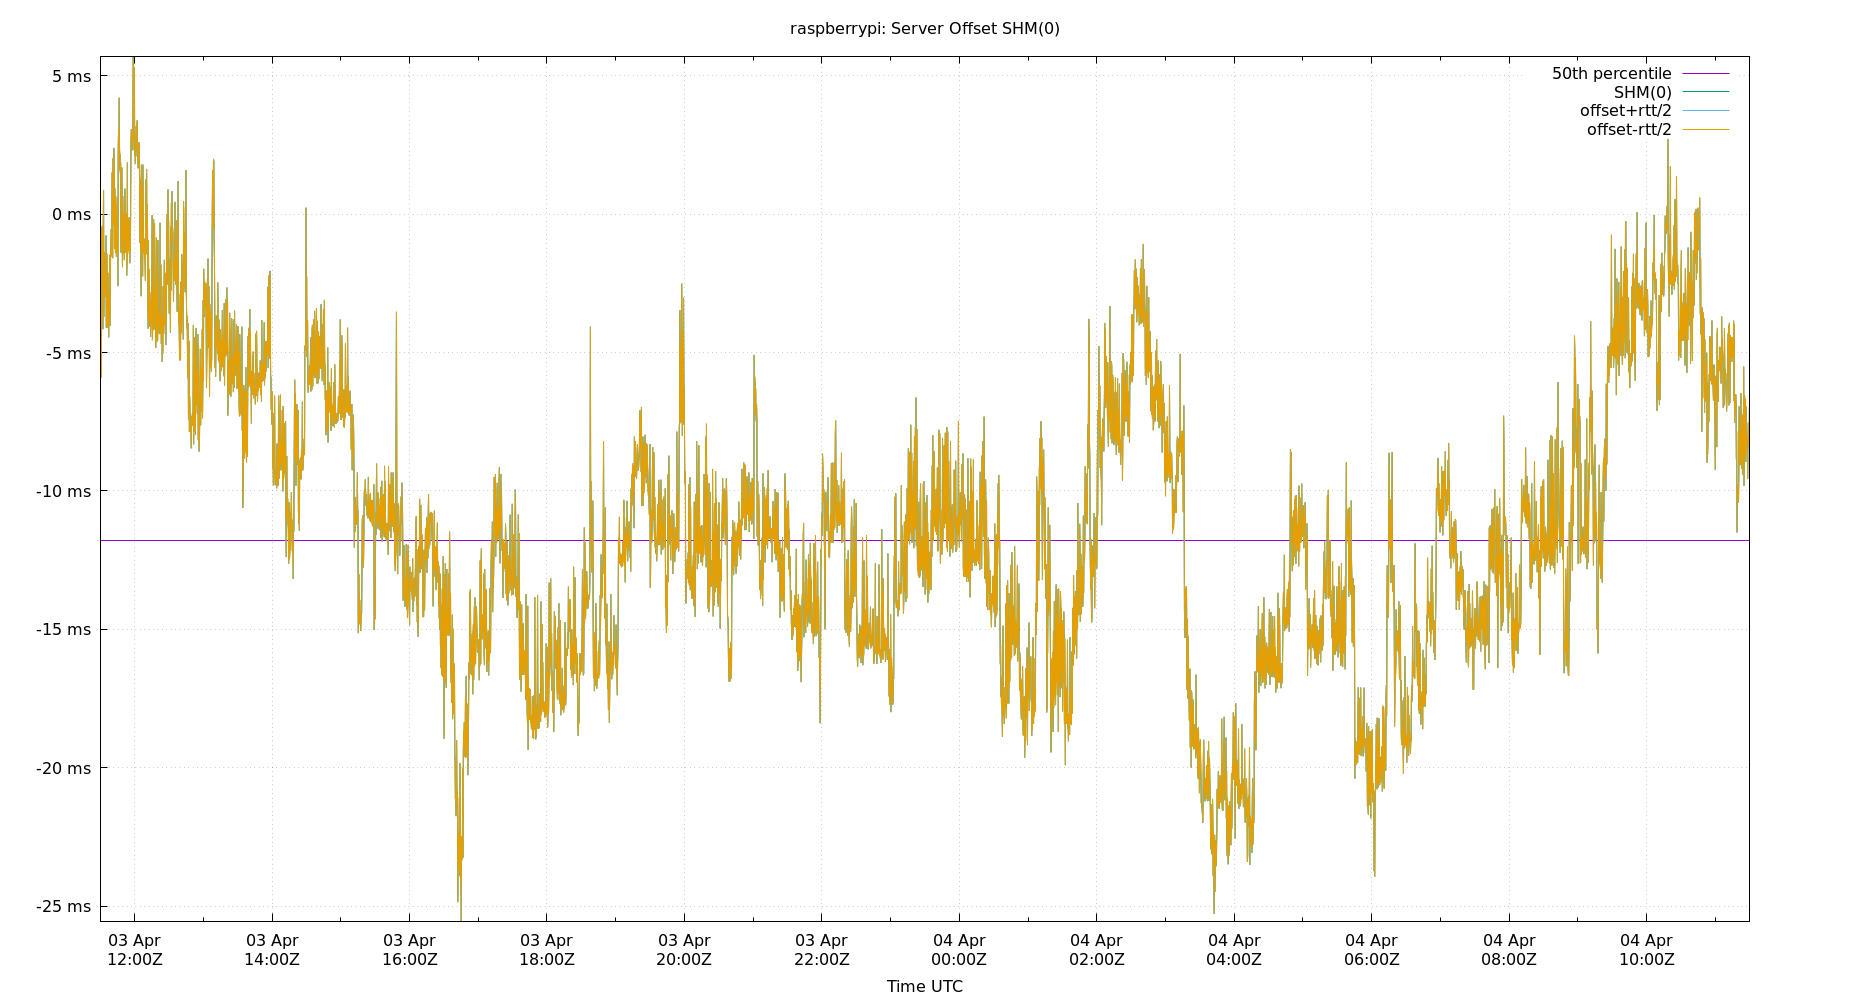 raspberrypi: Server Offset SHM(0)
50th percentile
SHM(0)
offset+rtt/2
offset-rtt/2
5 ms
0 ms
-5 ms
-10 ms
-15 ms
-20 ms
-25 ms
03 Apr 03 Apr 03 Apr 03 Apr 03 Apr 03 Apr 04 Apr 04 Apr 04 Apr 04 Apr 04 Apr 04 Apr
12:00Z 14:00Z 16:00Z 18:00Z 20:00Z 22:00Z 00:00Z 02:00Z 04:00Z 06:00Z 08:00Z 10:00Z
Time UTC